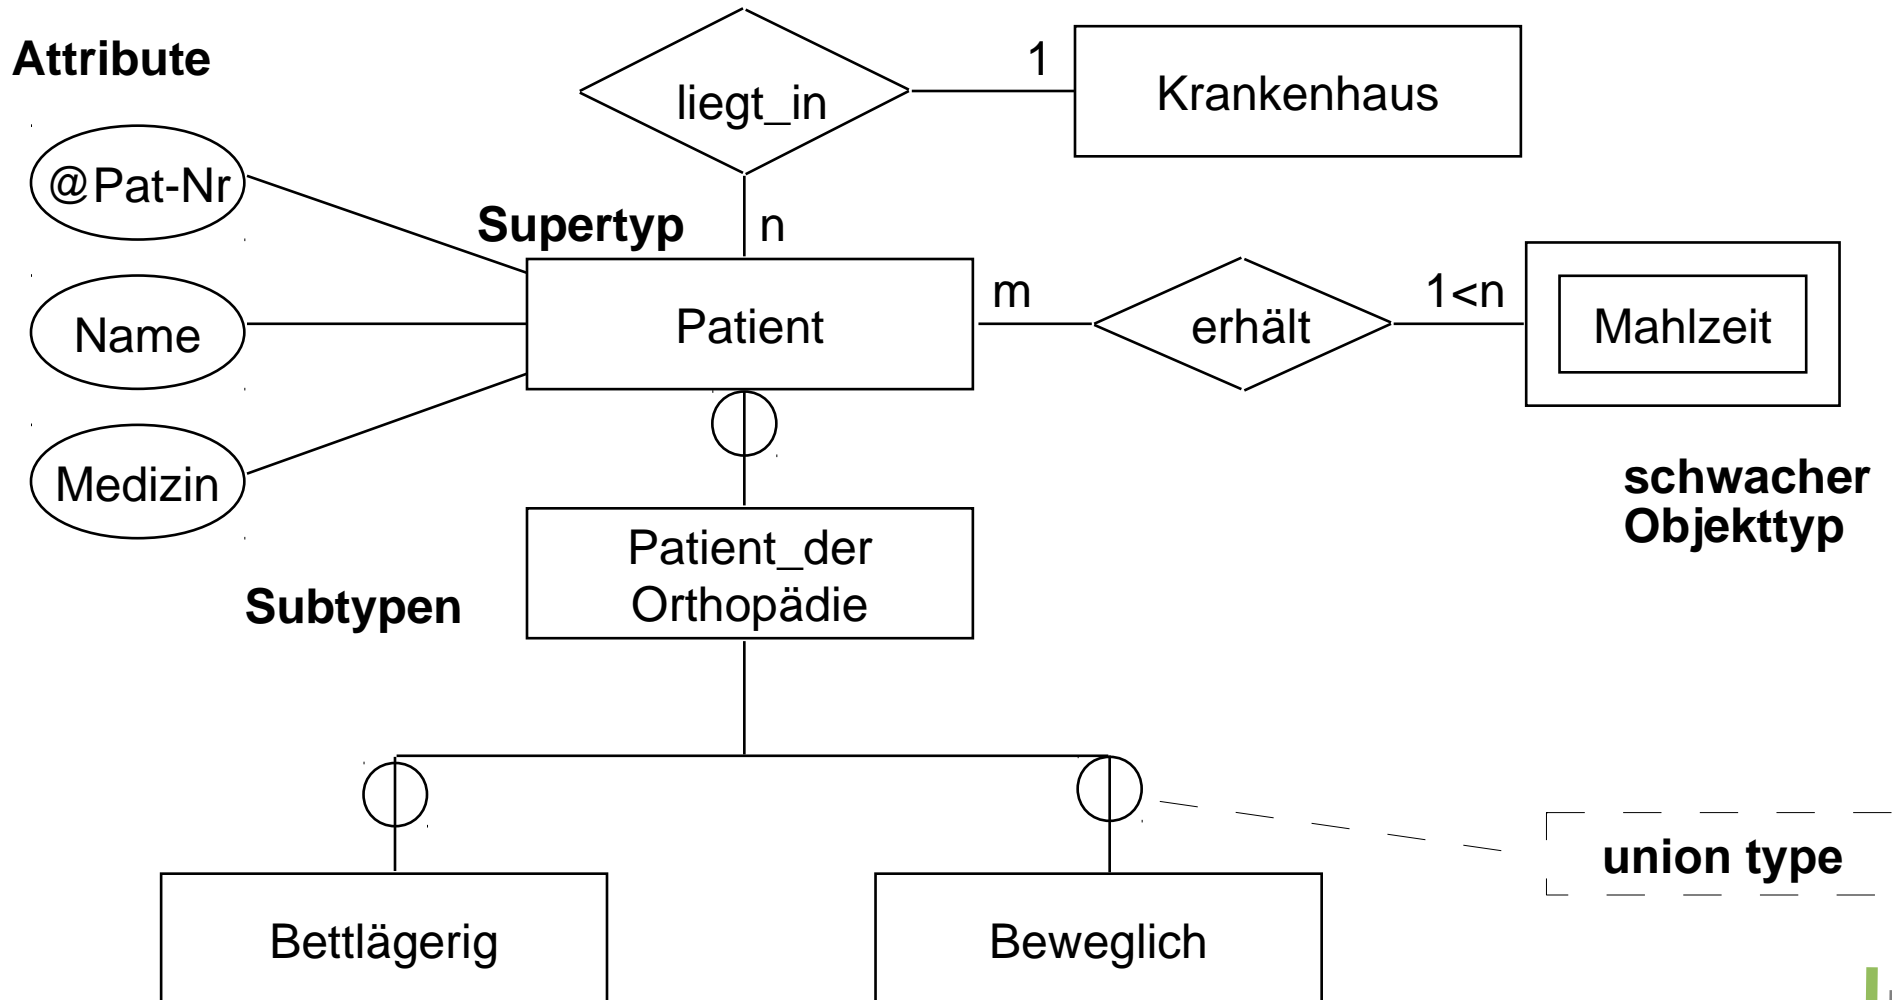 Attribute
liegt_in
1
Krankenhaus
@Pat-Nr
Supertyp
n
Name
Patient
m
erhält
1<n
Mahlzeit
Medizin
schwacher
Objekttyp
Patient_der
Orthopädie
Subtypen
union type
Bettlägerig
Beweglich